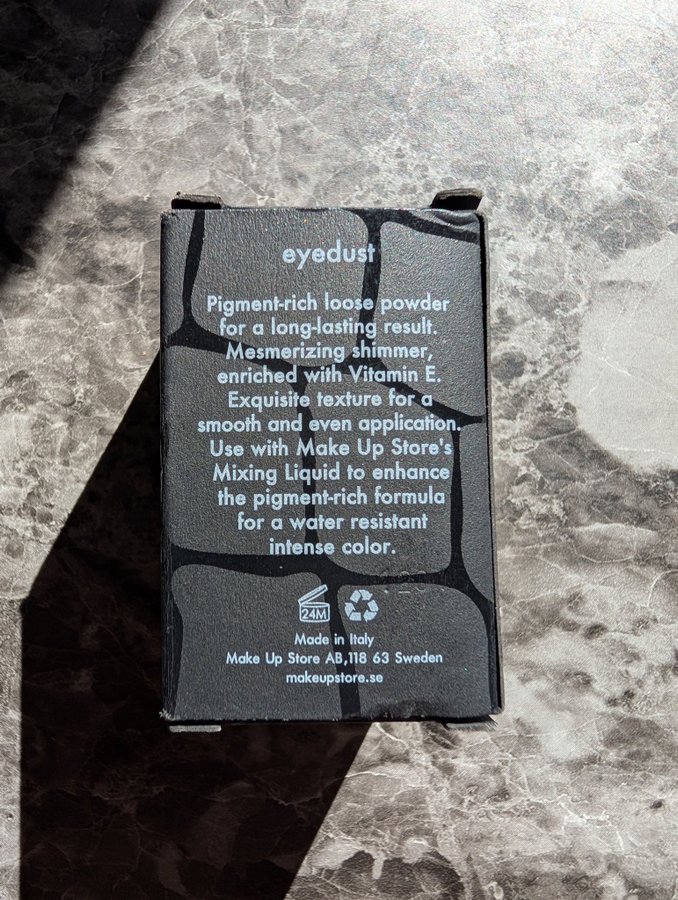 eyedust
Pigment-rich loose powder
for a long-lasting result.
Mesmerizing shimmer,
enriched with Vitamin E.
Exquisite texture for a
smooth and even application.
Use with Make Up Store's
Mixing Liquid to enhance
the pigment-rich formula
for a water resistant
intense color.
24M
Made in Italy
Make Up Store AB,118 63 Sweden
makeupstore.se